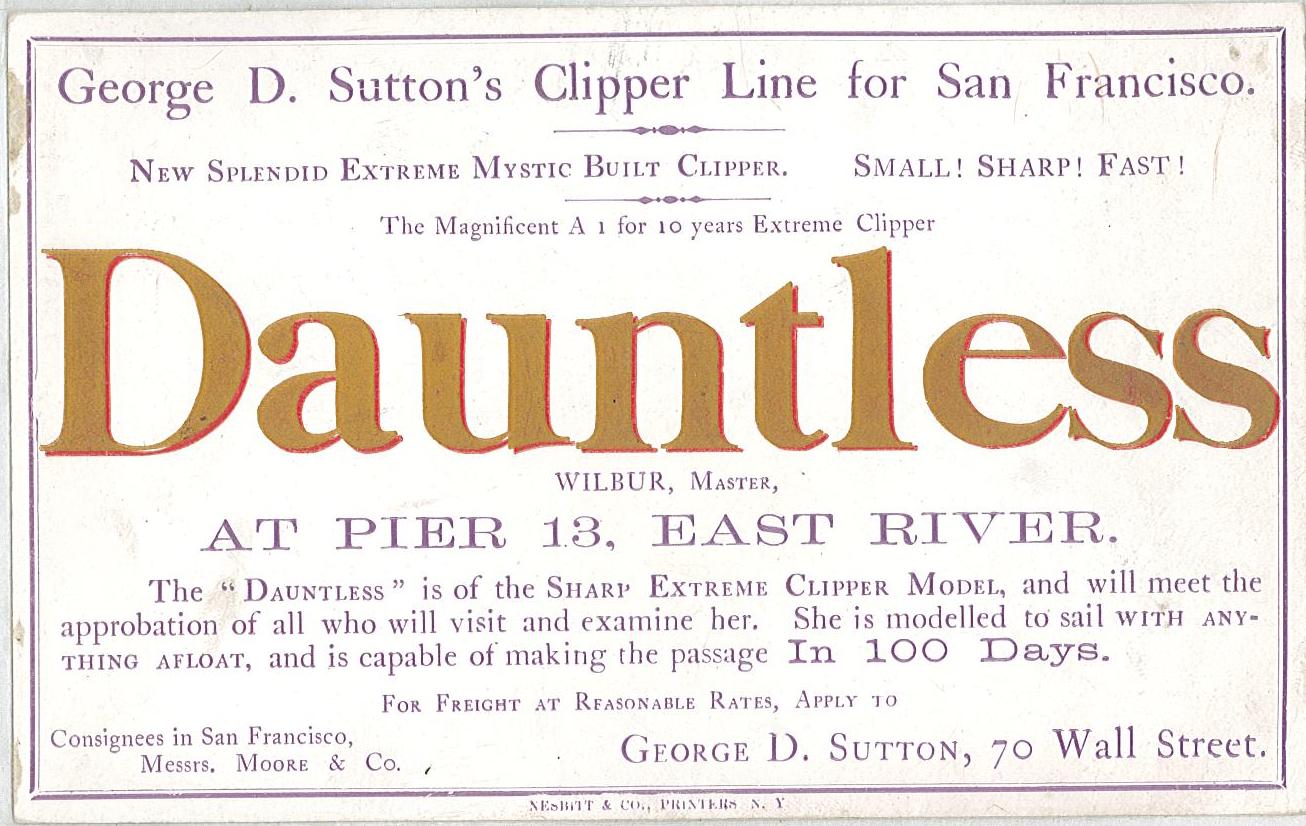 George D. Sutton's Clipper Line for San Francisco.
New Splendid Extreme Mystic Built Clipper. Small! Sharp! Fast!
The Magnificent A 1 for 10 years Extreme Clipper
Dauntless
WILBUR, Master,
AT PIER 13, EAST RIVER.
The "Dauntless" is of the Sharp Extreme Clipper Model, and will meet the
approbation of all who will visit and examine her. She is modelled to sail with any-
thing afloat, and is capable of making the passage In 100 Days.
For Freight at Reasonable Rates, Apply to
Consignees in San Francisco,
Messrs. Moore & Co.
George D. Sutton, 70 Wall Street.
NESBITT & CO., PRINTERS N. Y